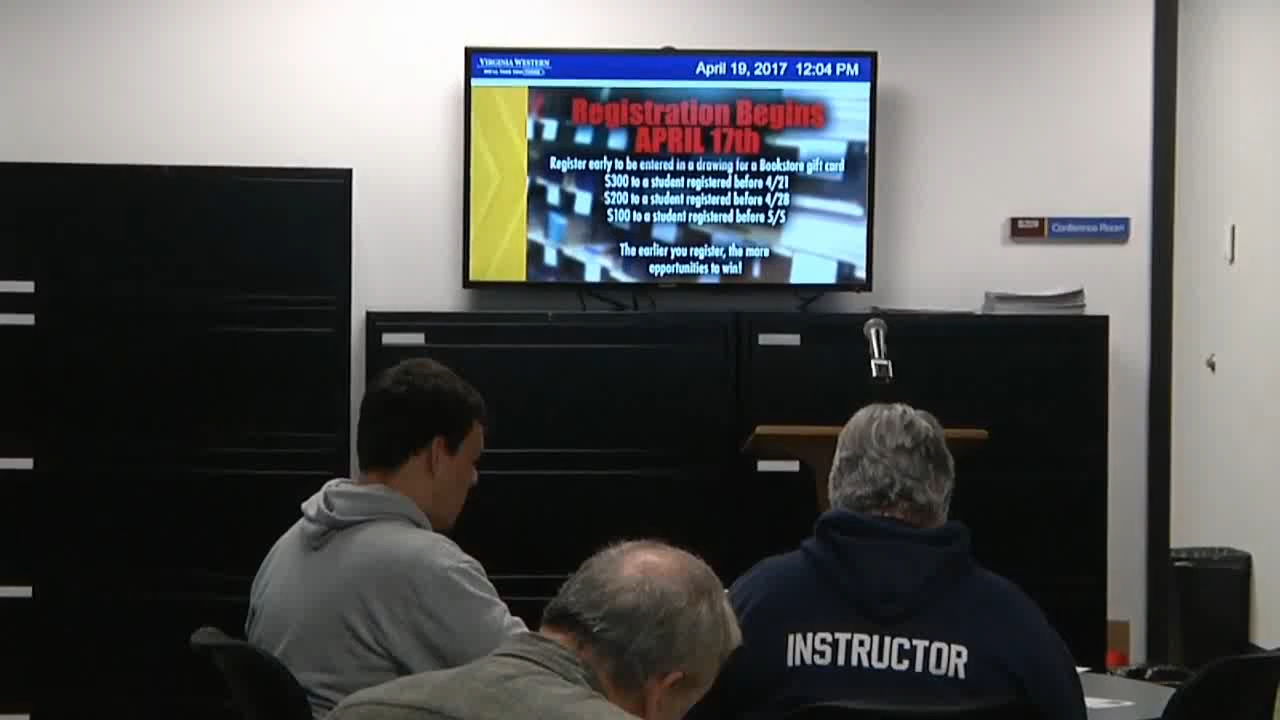 VIRGINIA WESTERN
April 19, 2017 12:04 PM
Registration Begins
APRIL 17th
Register early to be entered in a drawing for a Bookstore gift card
$300 to a student registered before 4/21
$200 to a student registered before 4/28
$100 to a student registered before 5/5
The earlier you register, the more
opportunities to win!
Conference Room
INSTRUCTOR